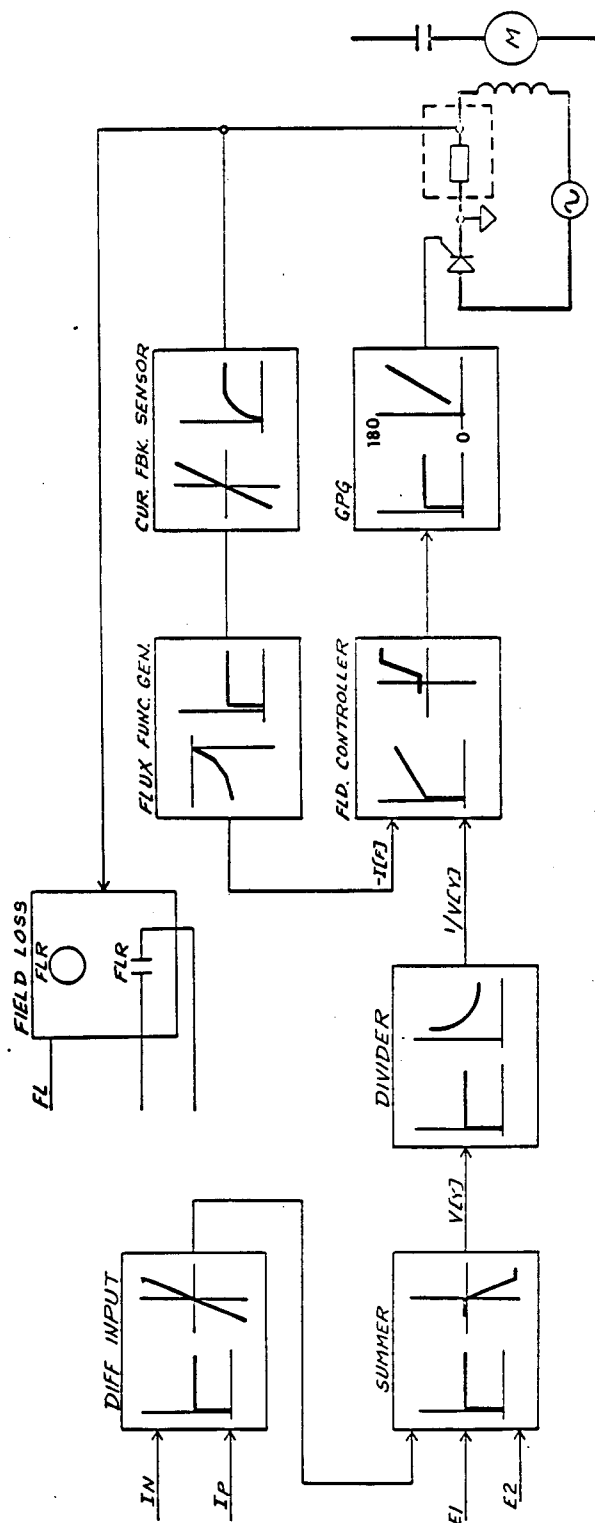 IN
IP
DIFF INPUT
E1
E2
SUMMER
V[Y]
DIVIDER
1/V[Y]
FL
FIELD LOSS
FLR
FLR
FLUX FUNC. GEN.
-I[F]
FLD. CONTROLLER
CUR. FBK. SENSOR
GPG
180
0
M